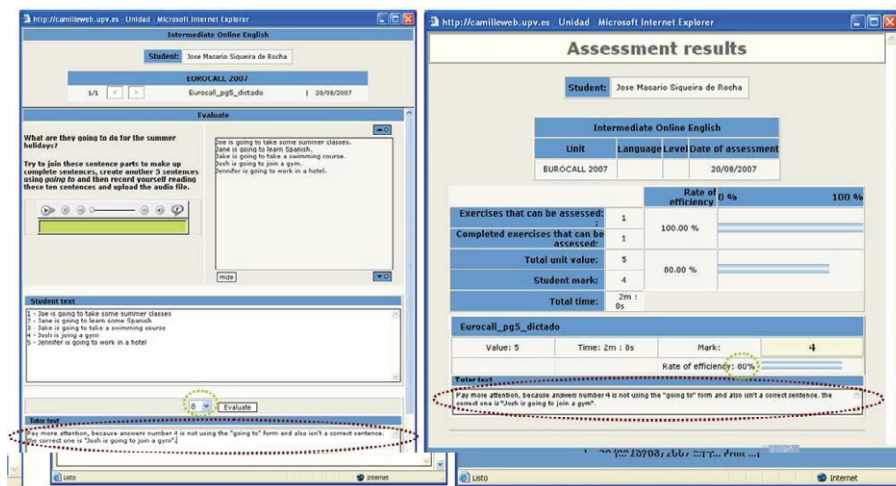 http://camilleweb.upv.es - Unidad - Microsoft Internet Explorer
Intermediate Online English
Student: Jose Macario Siqueira de Rocha
EUROCALL 2007
1/1 < > Eurocall_pg5_dictado | 20/08/2007
Evaluate
What are they going to do for the summer
holidays?
Try to join these sentence parts to make up
complete sentences, create another 5 sentences
using going to and then record yourself reading
these ten sentences and upload the audio file.
Joe is going to take some summer classes.
Jane is going to learn Spanish.
Jake is going to take a swimming course.
Josh is going to join a gym.
Jennifer is going to work in a hotel.
Hide
Student text
1 - Joe is going to take some summer classes
2 - Jane is going to learn some Spanish
3 - Jake is going to take a swimming course
4 - Josh is joing a gym
5 - Jennifer is going to work in a hotel
8 Evaluate
Tutor text
Pay more attention, because answers number 4 is not using the "going to" form and also isn't a correct sentence.
the correct one is "Josh is going to join a gym".
Listo Internet
http://camilleweb.upv.es - Unidad - Microsoft Internet Explorer
Assessment results
Student: Jose Macario Siqueira de Rocha
Intermediate Online English
Unit Language Level Date of assessment
EUROCALL 2007 20/08/2007
Rate of
efficiency 0 % 100 %
Exercises that can be assessed:
: 1
100.00 %
Completed exercises that can be
assessed: 1
Total unit value: 5
80.00 %
Student mark: 4
Total time: 2m :
0s
Eurocall_pg5_dictado
Value: 5 Time: 2m : 0s Mark: 4
Rate of efficiency: 80%
Tutor text
Pay more attention, because answers number 4 is not using the "going to" form and also isn't a correct sentence. the
correct one is "Josh is going to join a gym".
Listo Internet